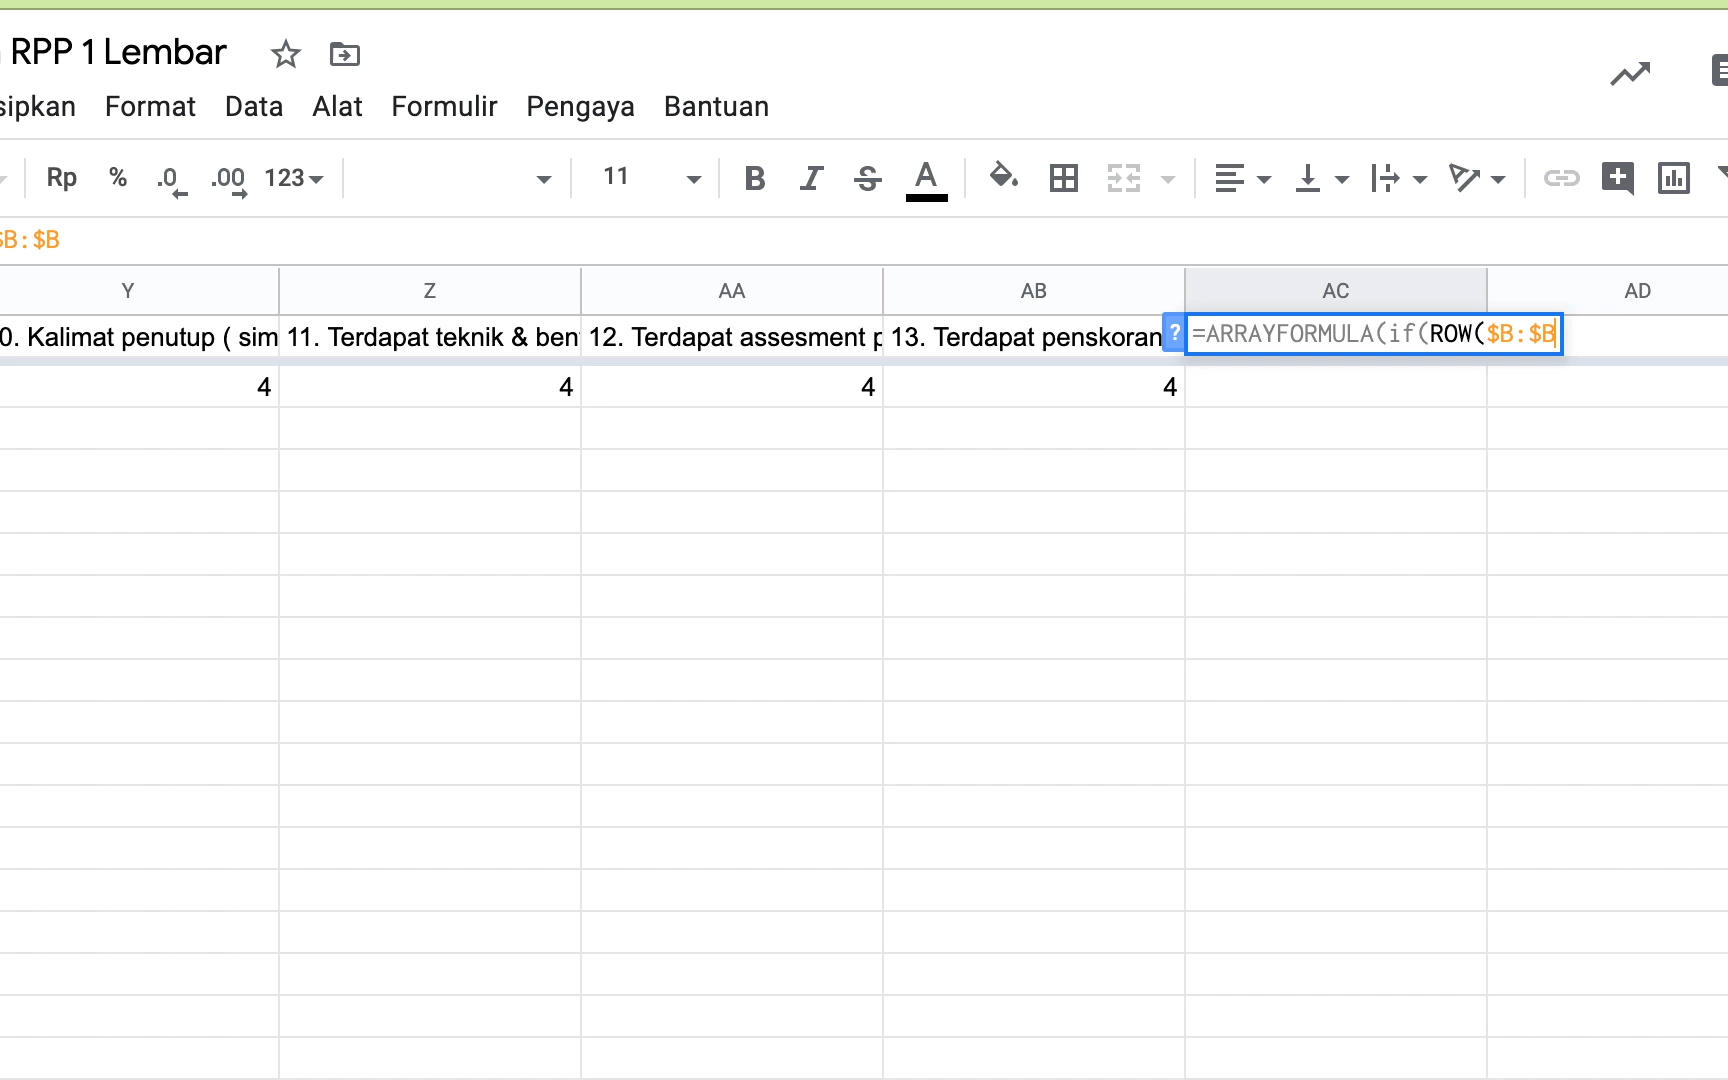 RPP 1 Lembar
sipkan Format Data Alat Formulir Pengaya Bantuan
Rp % .0 .00 123 11 B I S A
$B:$B
Y Z AA AB AC AD
0. Kalimat penutup ( sim 11. Terdapat teknik & ben 12. Terdapat assesment p 13. Terdapat penskoran ? =ARRAYFORMULA(if(ROW($B:$B
4 4 4 4